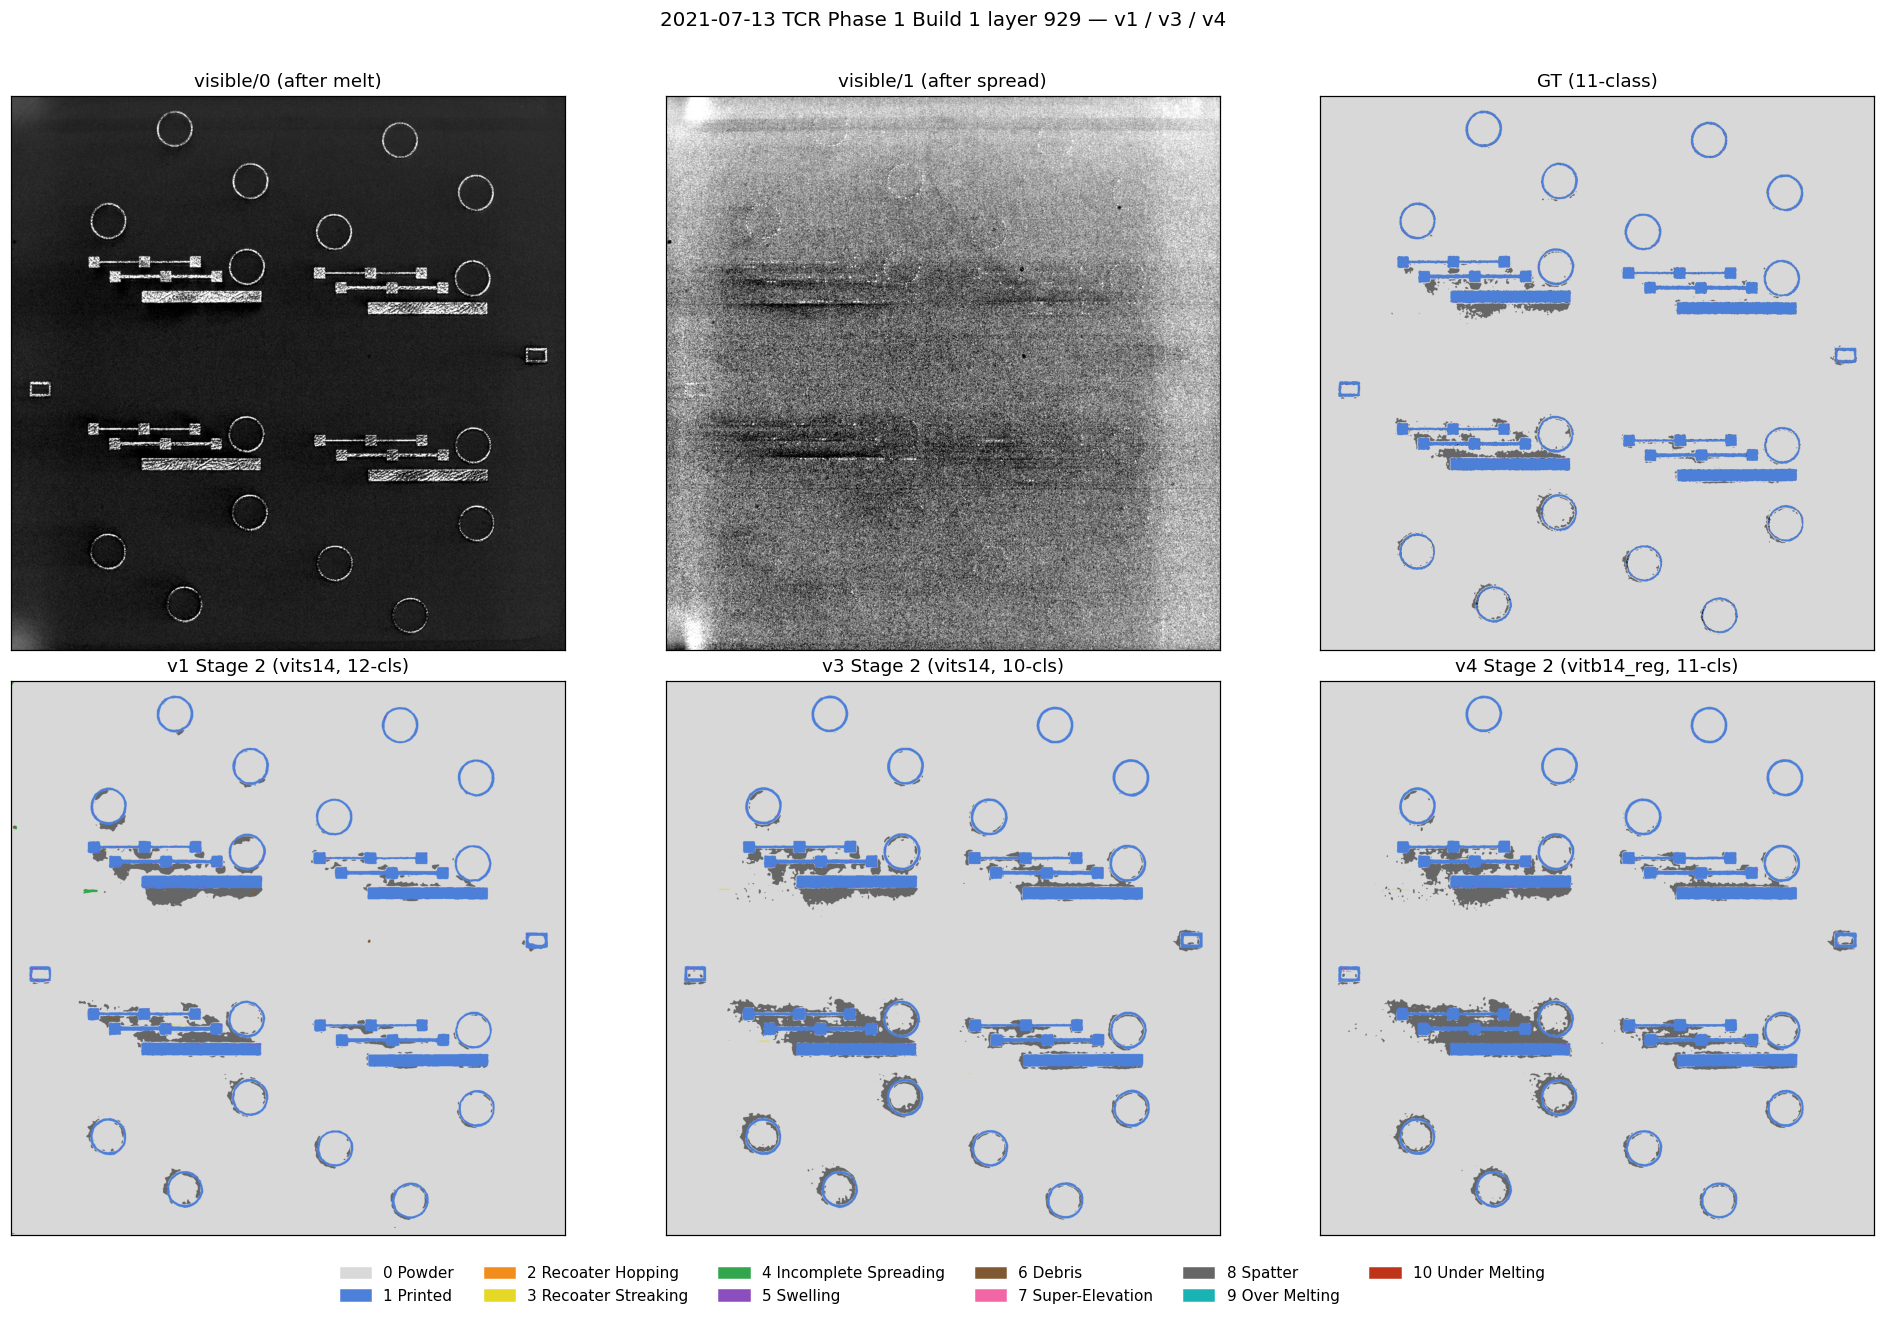 2021-07-13 TCR Phase 1 Build 1 layer 929 — v1 / v3 / v4
visible/0 (after melt)
visible/1 (after spread)
GT (11-class)
v1 Stage 2 (vits14, 12-cls)
v3 Stage 2 (vits14, 10-cls)
v4 Stage 2 (vitb14_reg, 11-cls)
0 Powder
1 Printed
2 Recoater Hopping
3 Recoater Streaking
4 Incomplete Spreading
5 Swelling
6 Debris
7 Super-Elevation
8 Spatter
9 Over Melting
10 Under Melting